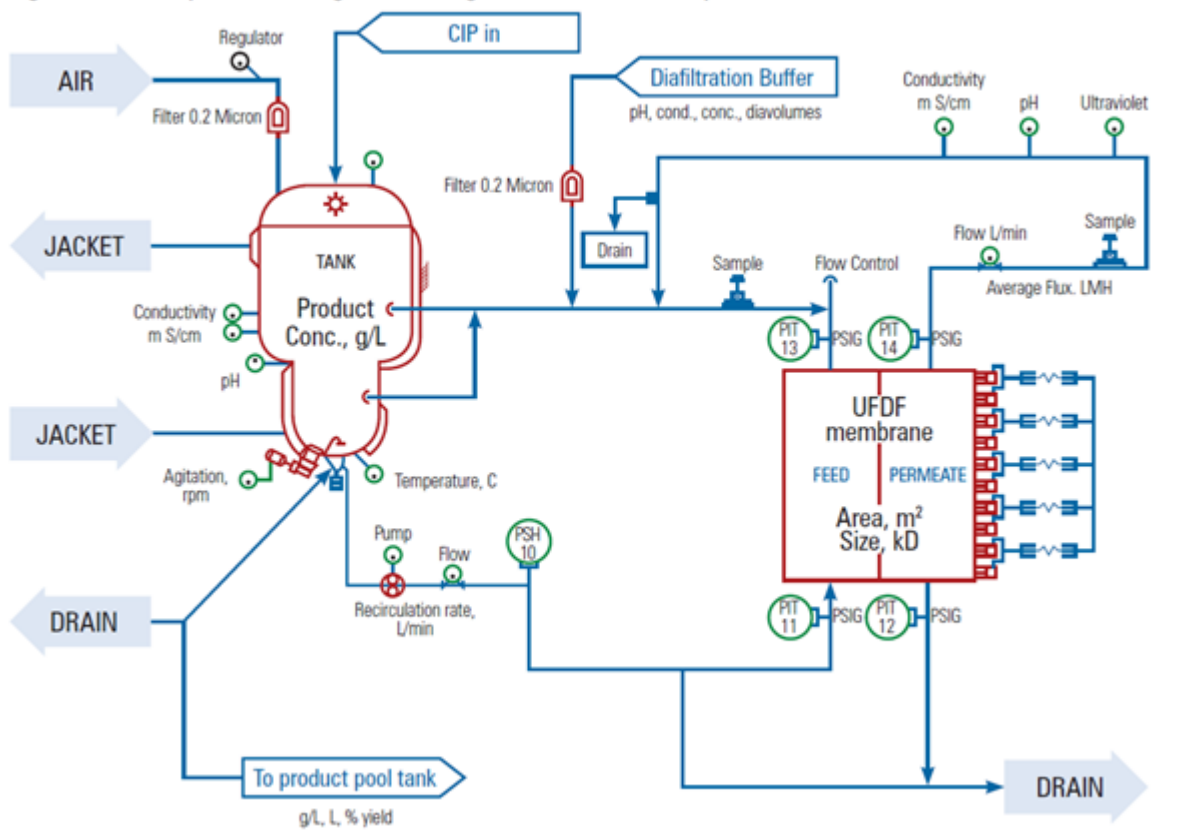 CIP in
Regulator
AIR
Diafiltration Buffer
Conductivity
m S/cm
pH
Ultraviolet
Filter 0.2 Micron
pH, cond., conc., diavolumes
Filter 0.2 Micron
JACKET
Drain
Flow L/min
Sample
TANK
Sample
Flow Control
Average Flux. LMH
Conductivity
m S/cm
Product
Conc., g/L
PIT
13
PSIG
PIT
14
PSIG
pH
UFDF
membrane
JACKET
FEED
PERMEATE
Agitation,
rpm
Temperature, C
Area, m²
Size, kD
Pump
Flow
PSH
10
DRAIN
Recirculation rate,
L/min
PIT
11
PSIG
PIT
12
PSIG
To product pool tank
DRAIN
g/L, L, % yield